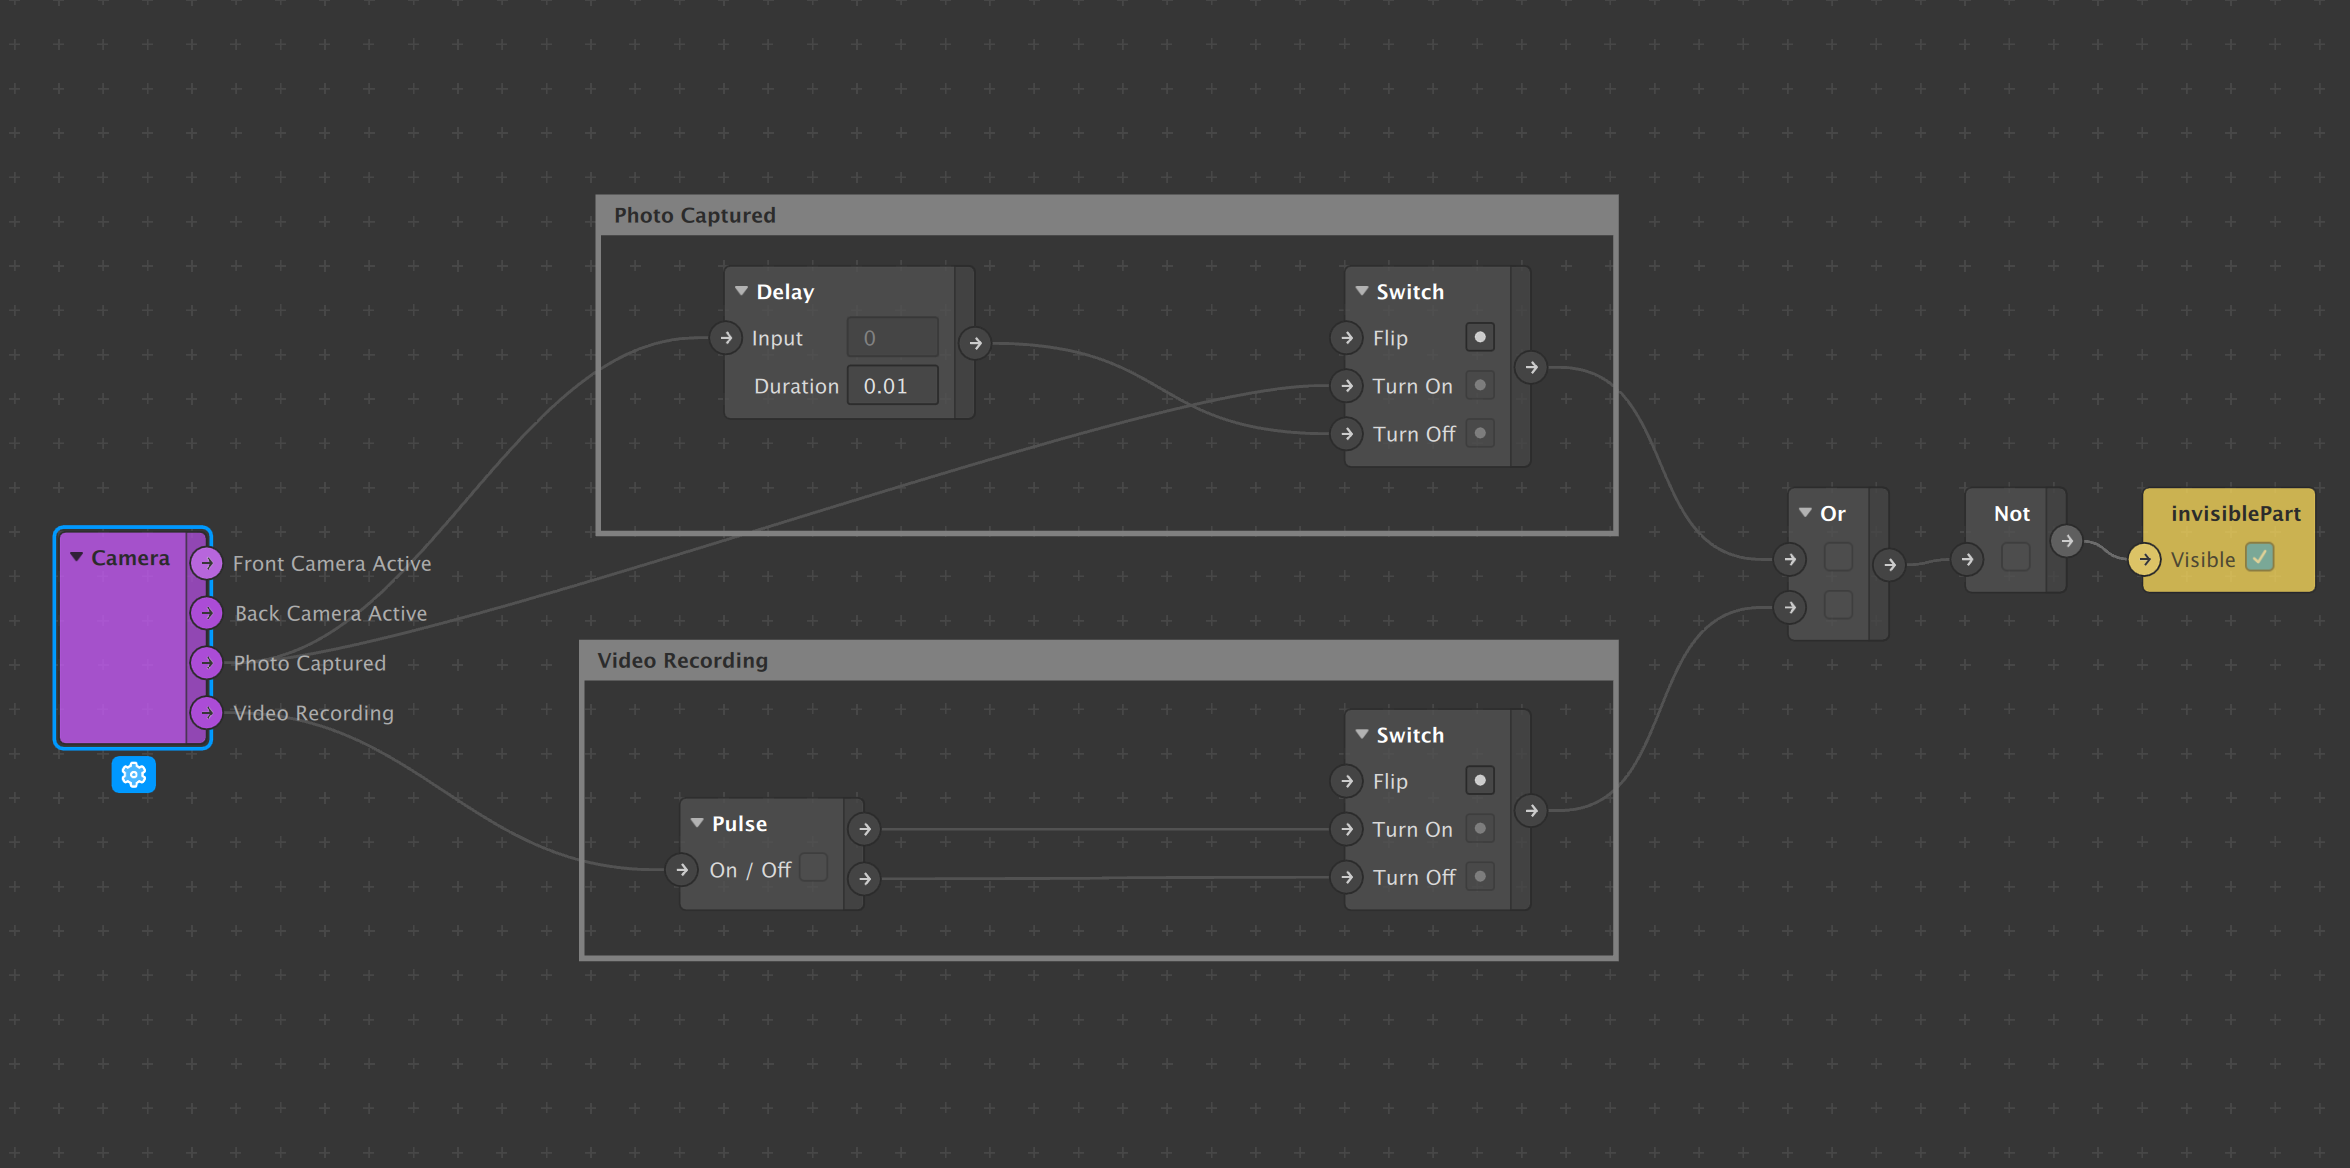 Photo Captured
Delay
Input 0
Duration 0.01
Switch
Flip
Turn On
Turn Off
Camera
Front Camera Active
Back Camera Active
Photo Captured
Video Recording
Video Recording
Pulse
On / Off
Switch
Flip
Turn On
Turn Off
Or
Not
invisiblePart
Visible